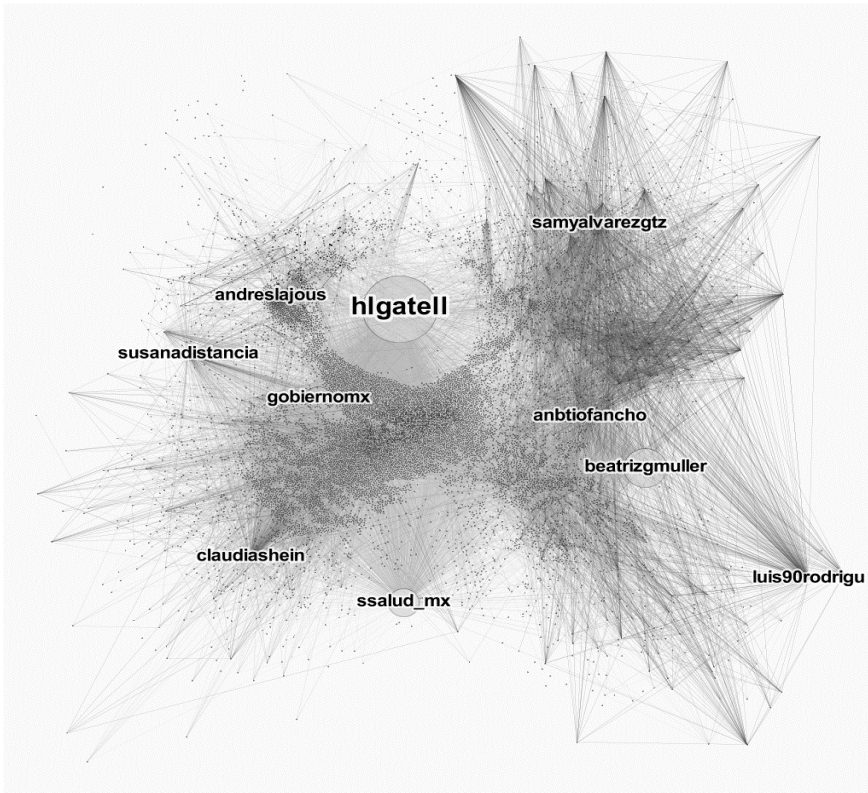 samyalvarezgtz
andreslajous
hlgatell
susanadistancia
gobiernomx
anbtiofancho
beatrizgmuller
claudiashein
luis90rodrigu
ssalud_mx